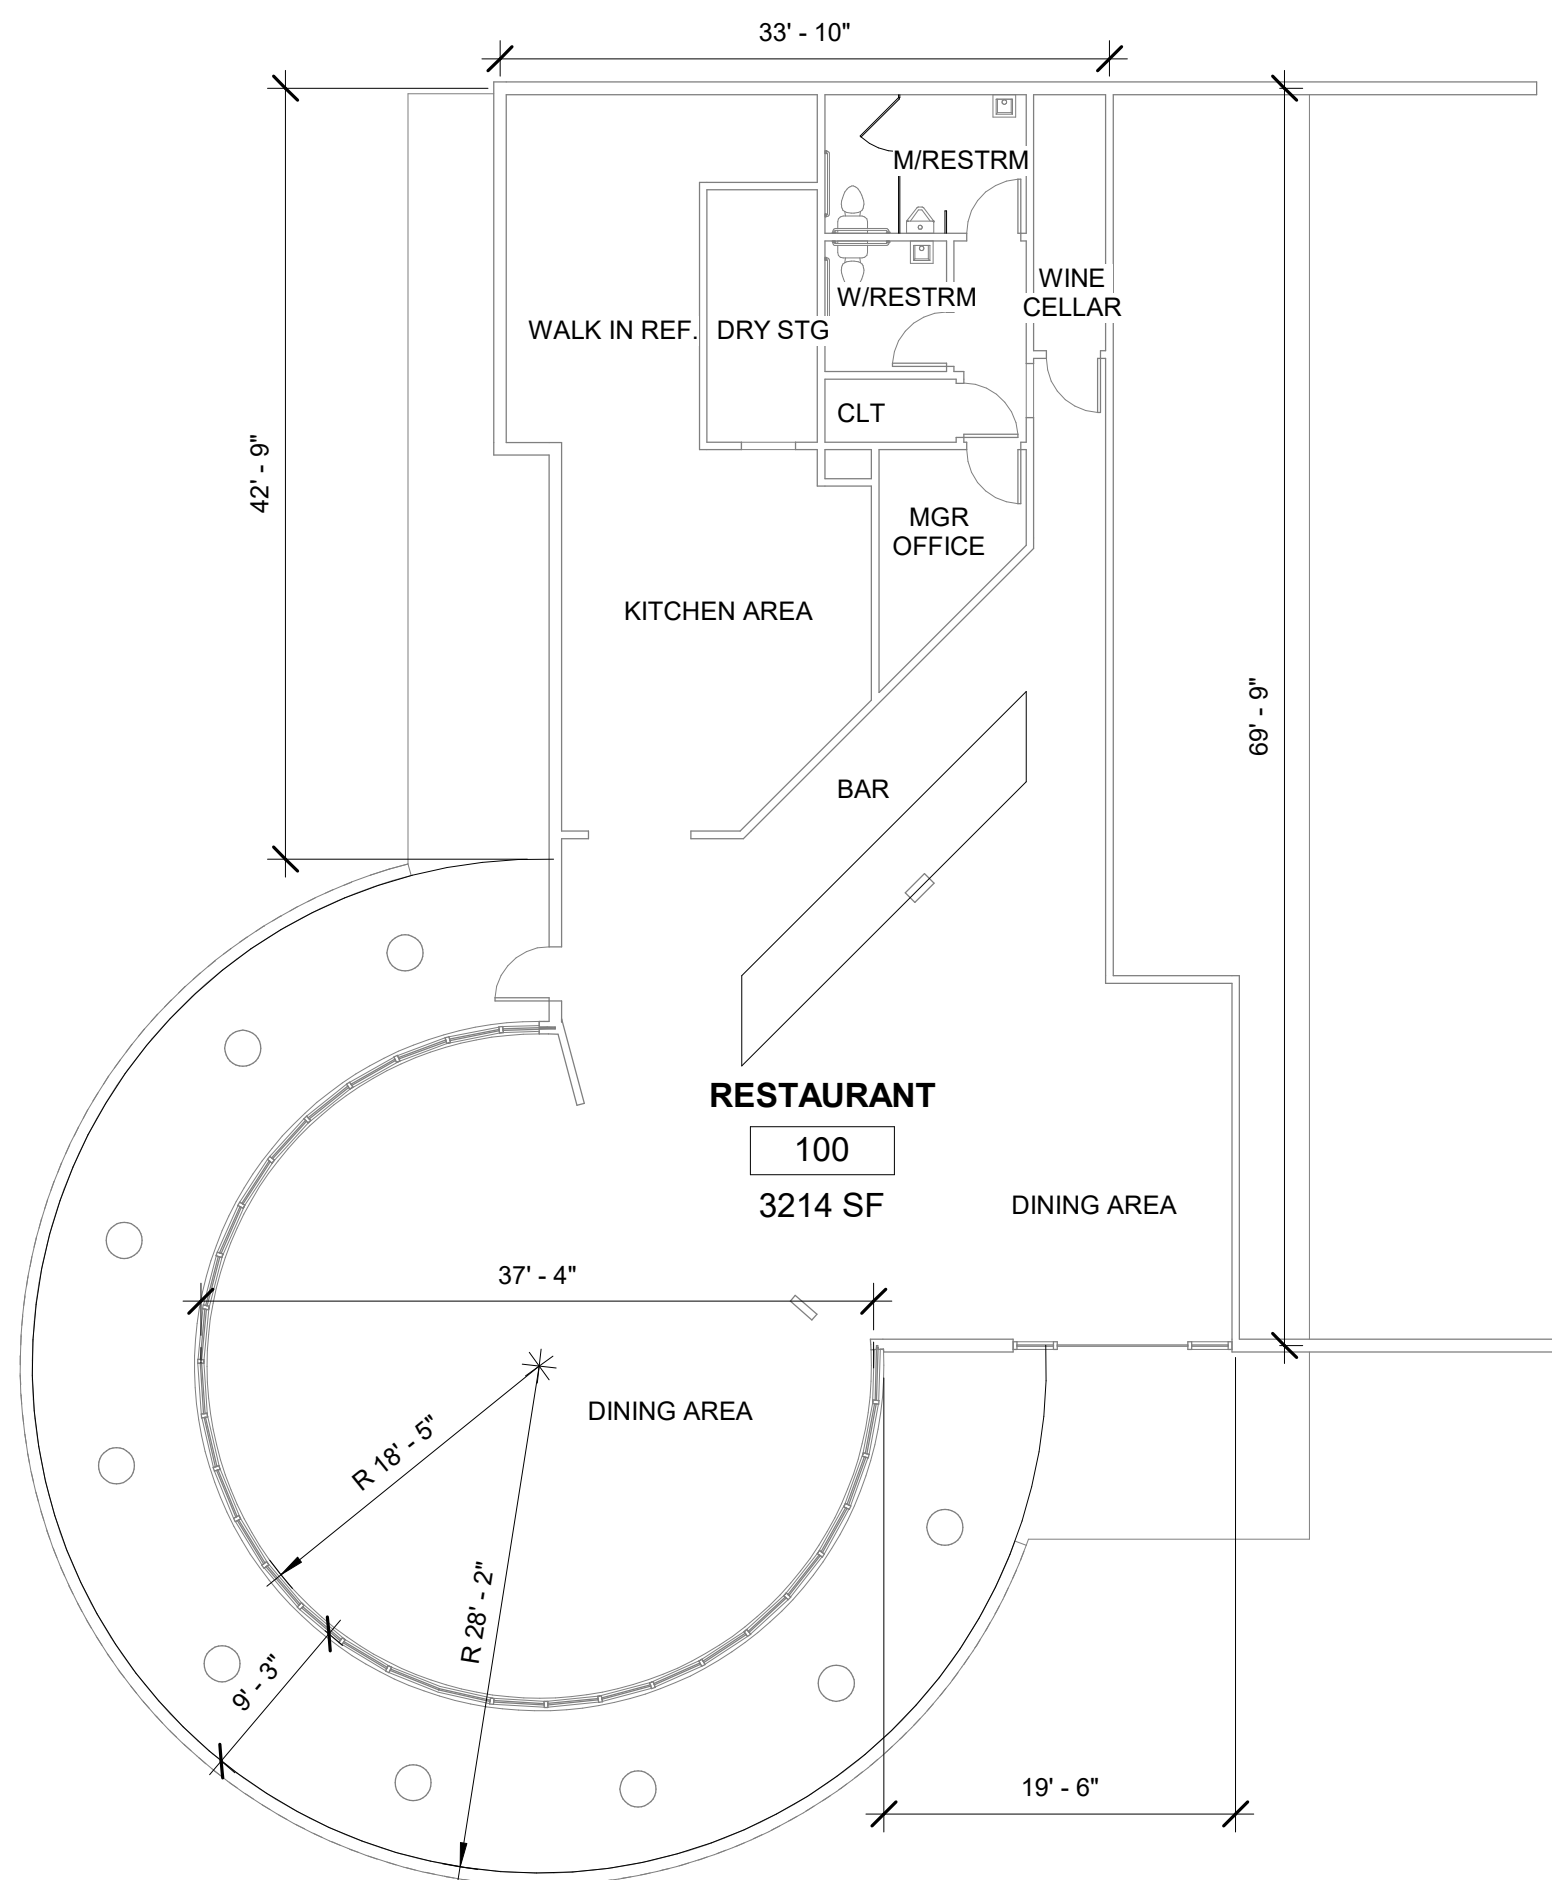 33' - 10"
M/RESTRM
WINE
CELLAR
W/RESTRM
WALK IN REF.
DRY STG
CLT
42' - 9"
MGR
OFFICE
KITCHEN AREA
69' - 9"
BAR
RESTAURANT
100
3214 SF
DINING AREA
37' - 4"
DINING AREA
R 18' - 5"
R 28' - 2"
9' - 3"
19' - 6"